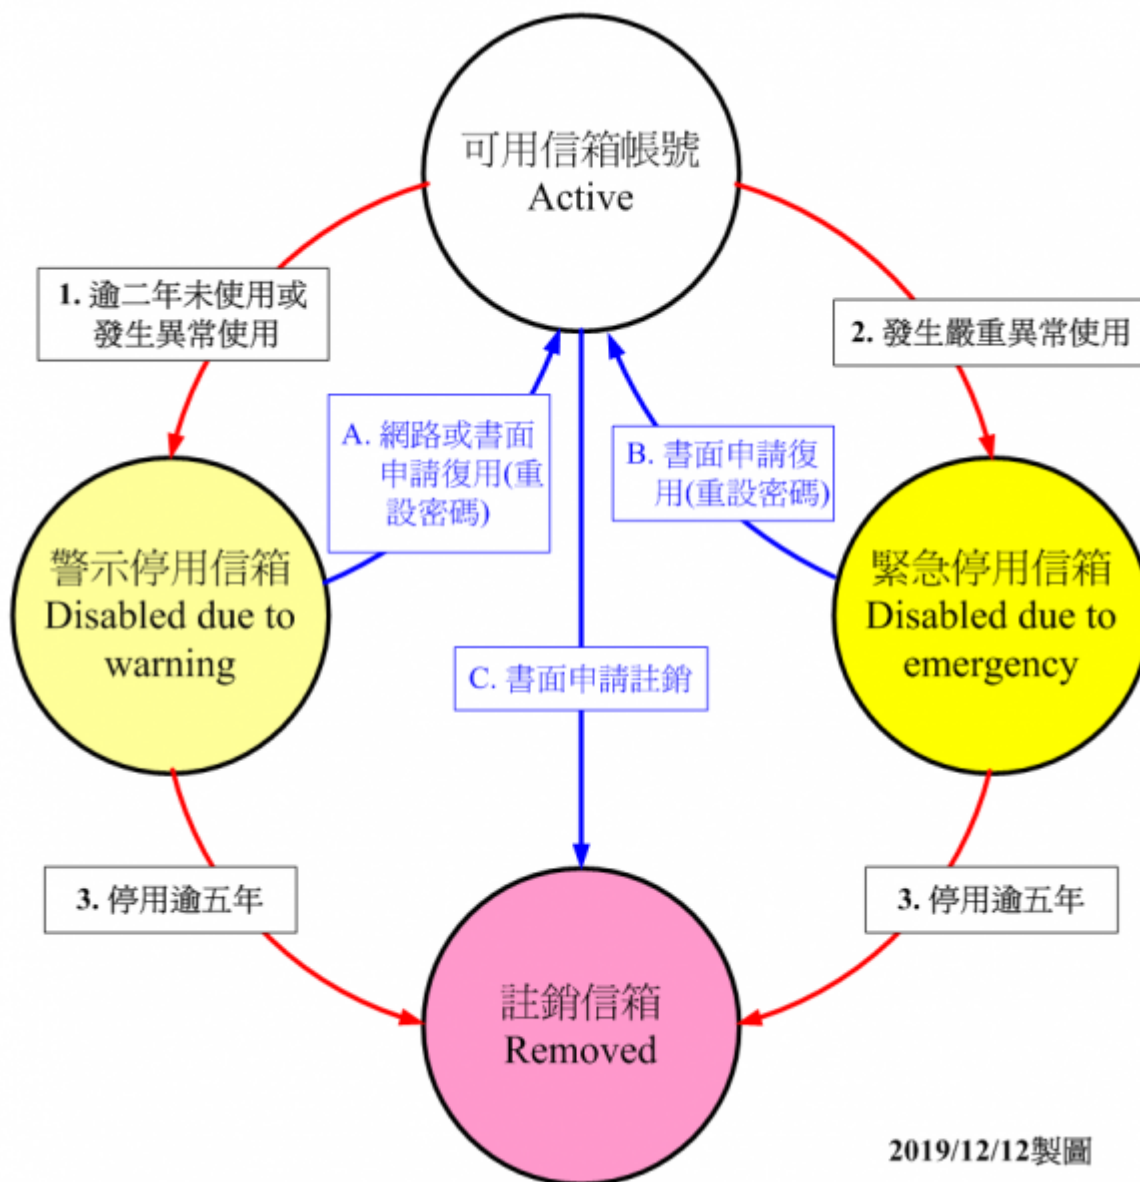 可用信箱帳號
Active
1. 逾二年未使用或
發生異常使用
2. 發生嚴重異常使用
A. 網路或書面
申請復用(重
設密碼)
B. 書面申請復
用(重設密碼)
警示停用信箱
Disabled due to
warning
緊急停用信箱
Disabled due to
emergency
C. 書面申請註銷
3. 停用逾五年
3. 停用逾五年
註銷信箱
Removed
2019/12/12製圖